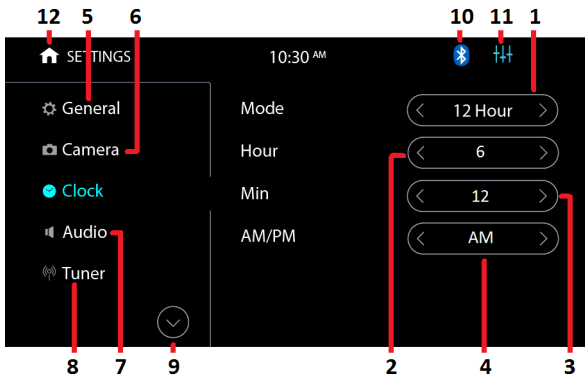 12 5 6 10 11 1
SETTINGS 10:30 AM
General Mode 12 Hour
Camera Hour 6
Clock Min 12
Audio AM/PM AM
Tuner
8 7 9 2 4 3